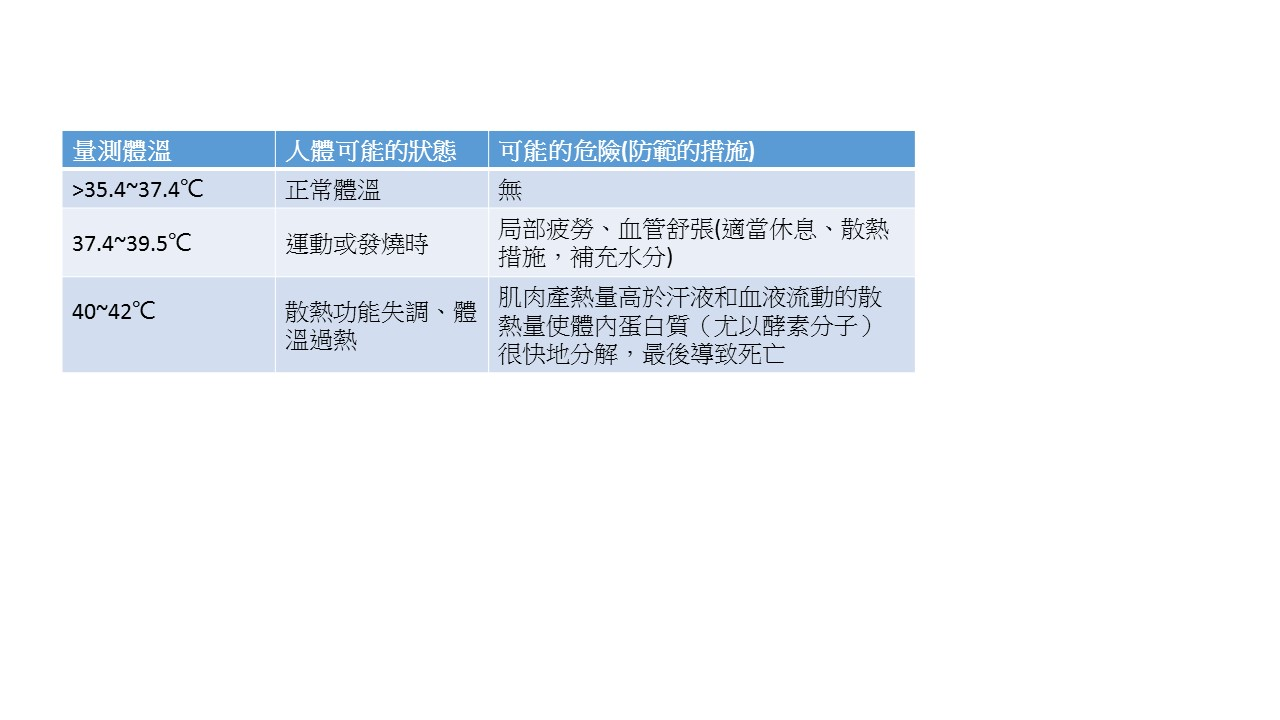 量測體溫 人體可能的狀態 可能的危險(防範的措施)
>35.4~37.4℃ 正常體溫 無
37.4~39.5℃ 運動或發燒時 局部疲勞、血管舒張(適當休息、散熱
措施，補充水分)
40~42℃ 散熱功能失調、體
溫過熱
肌肉產熱量高於汗液和血液流動的散
熱量使體內蛋白質（尤以酵素分子）
很快地分解，最後導致死亡